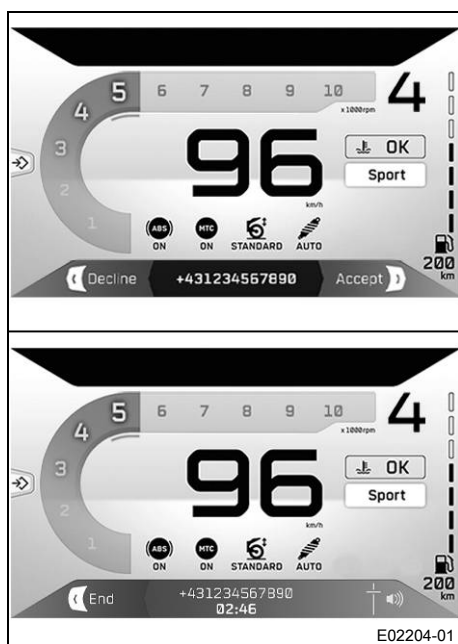 5 6 7 8 9 10
x1000rpm
4
4
3
2
1
96
km/h
OK
Sport
ABS MTC
ON ON STANDARD AUTO
200
km
Decline +431234567890 Accept
5 6 7 8 9 10
x1000rpm
4
4
3
2
1
96
km/h
OK
Sport
ABS MTC
ON ON STANDARD AUTO
200
km
End +431234567890
02:46
E02204-01